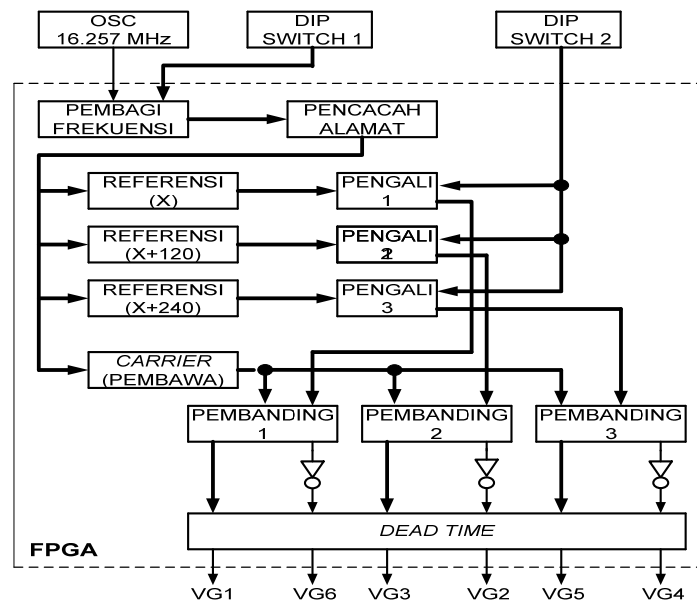 OSC
16.257 MHz
DIP
SWITCH 1
DIP
SWITCH 2
PEMBAGI
FREKUENSI
PENCACAH
ALAMAT
REFERENSI
(X)
PENGALI
1
REFERENSI
(X+120)
PENGALI
2
REFERENSI
(X+240)
PENGALI
3
CARRIER
(PEMBAWA)
PEMBANDING
1
PEMBANDING
2
PEMBANDING
3
DEAD TIME
FPGA
VG1
VG6
VG3
VG2
VG5
VG4